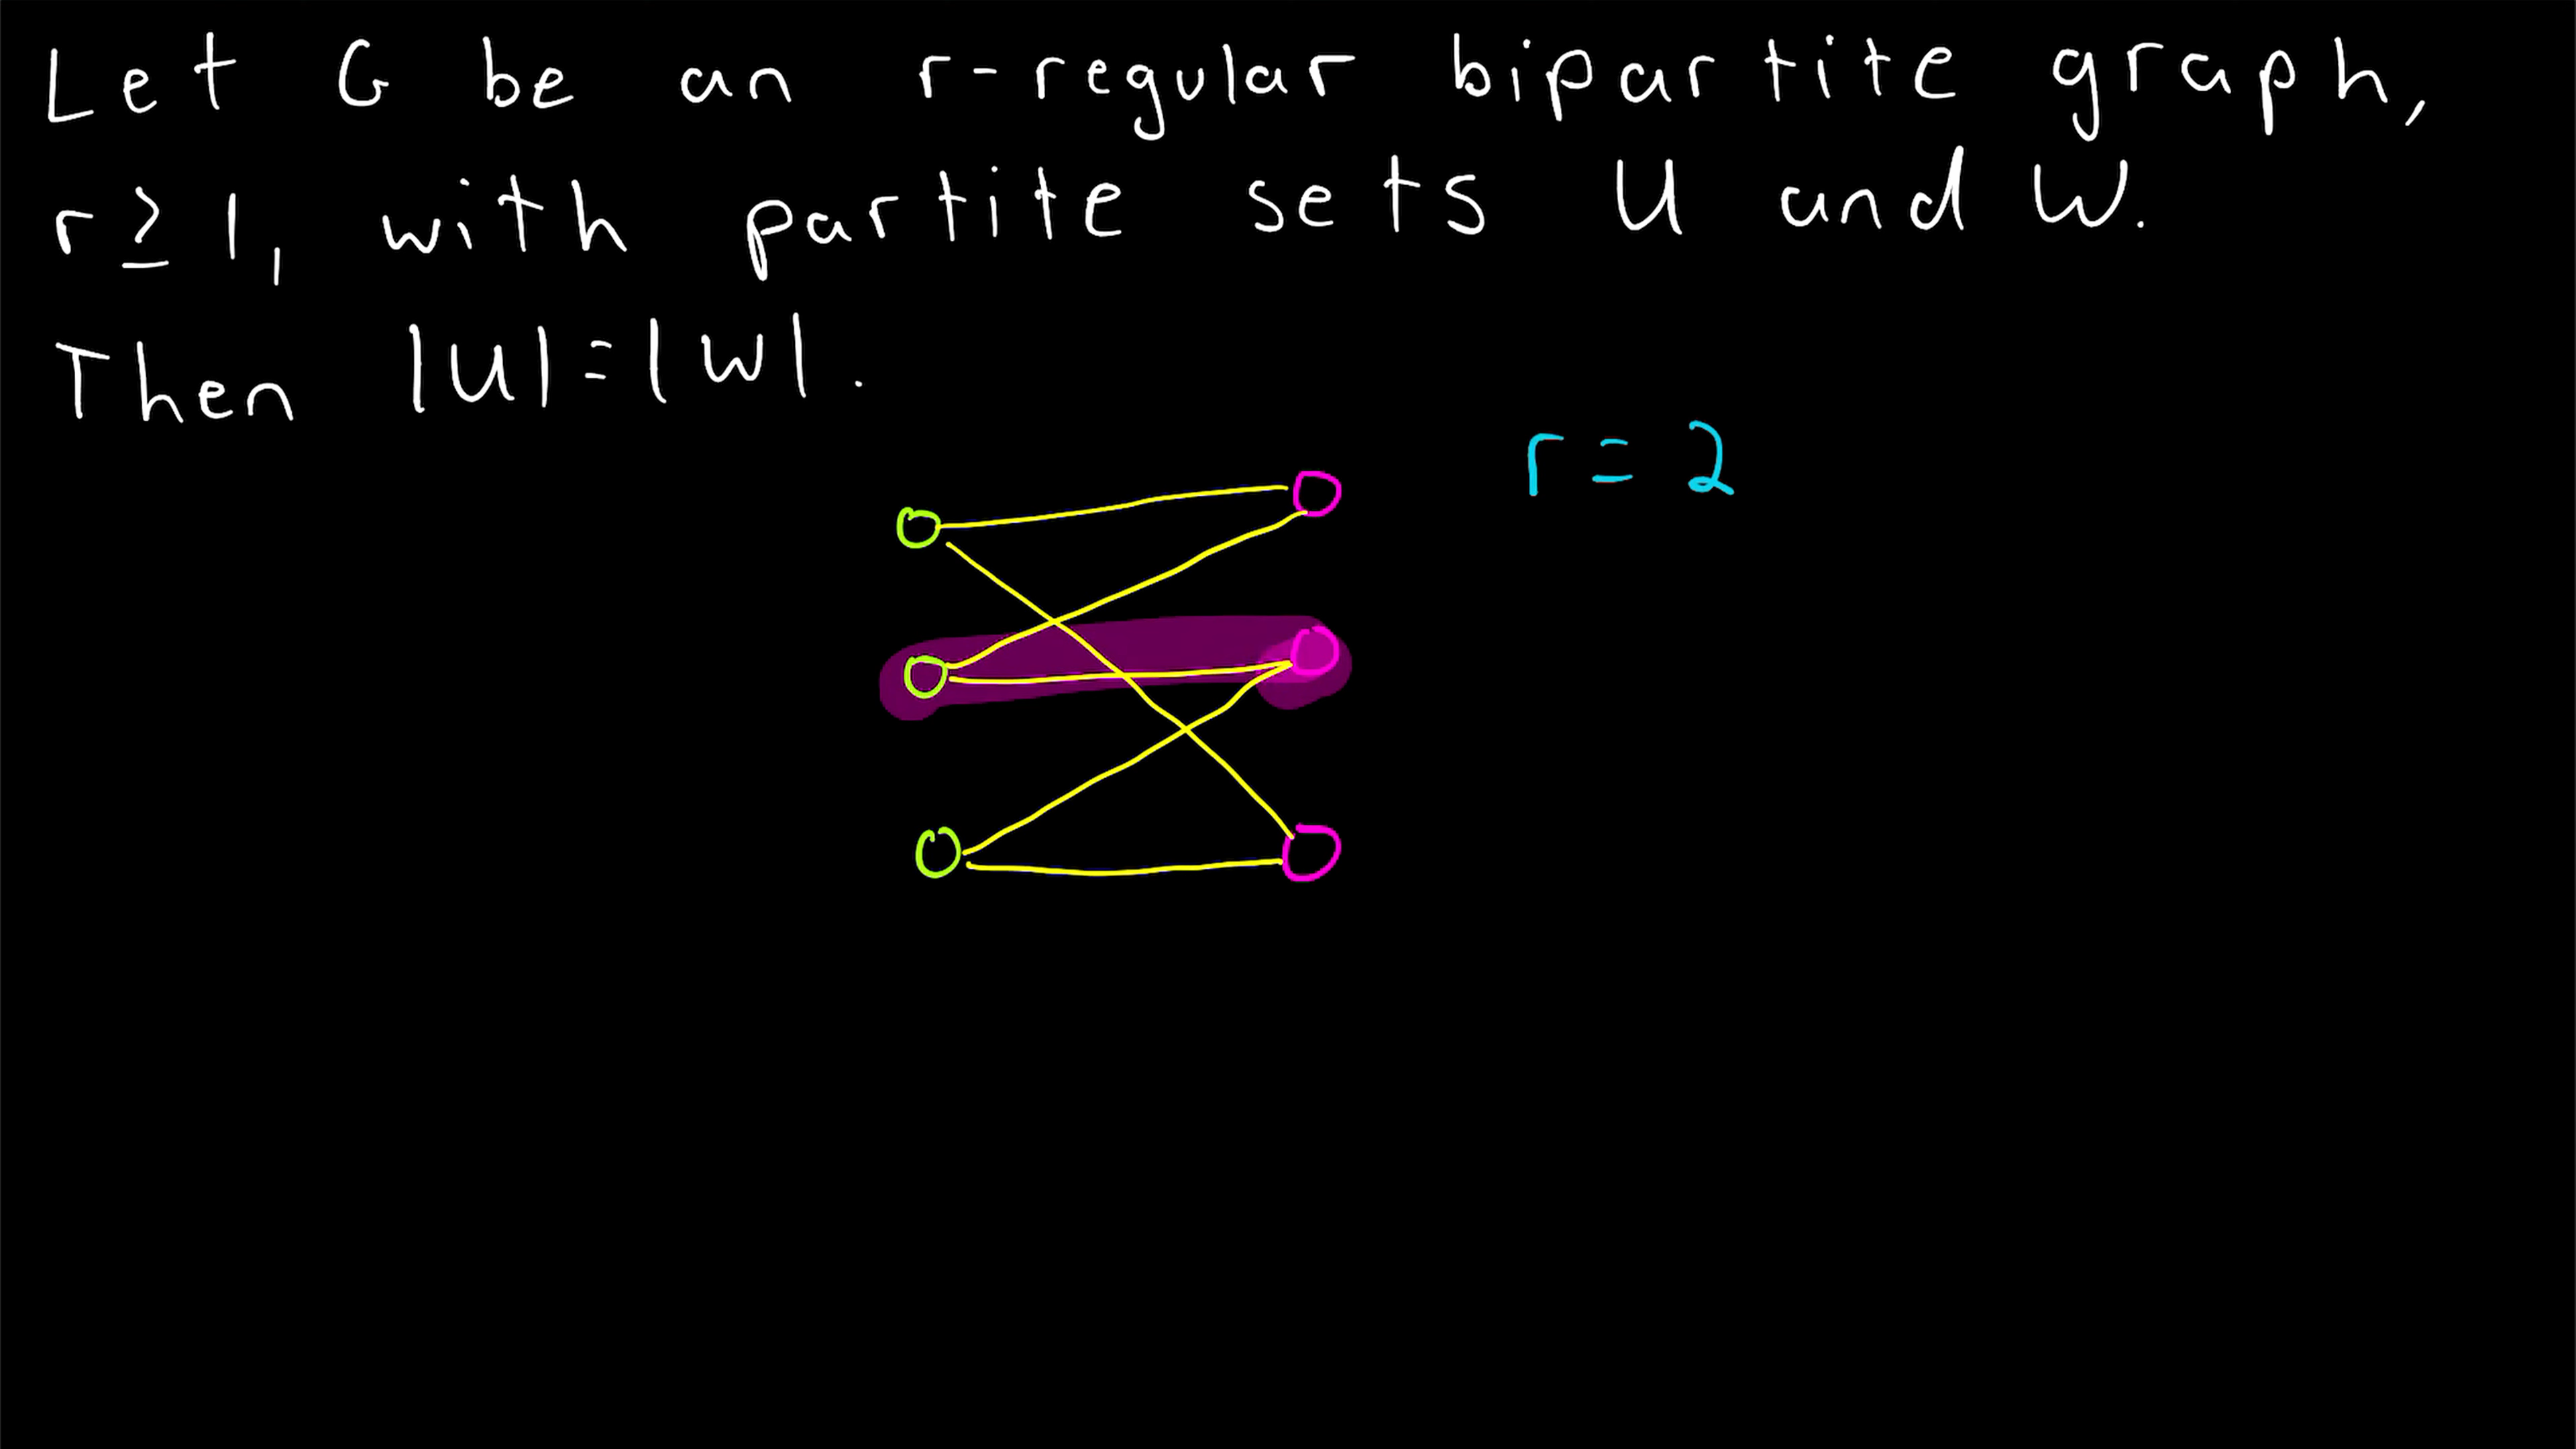 Let G be an r-regular bipartite graph,
r ≥ 1, with partite sets U and W.
Then |U|=|W|.
r = 2